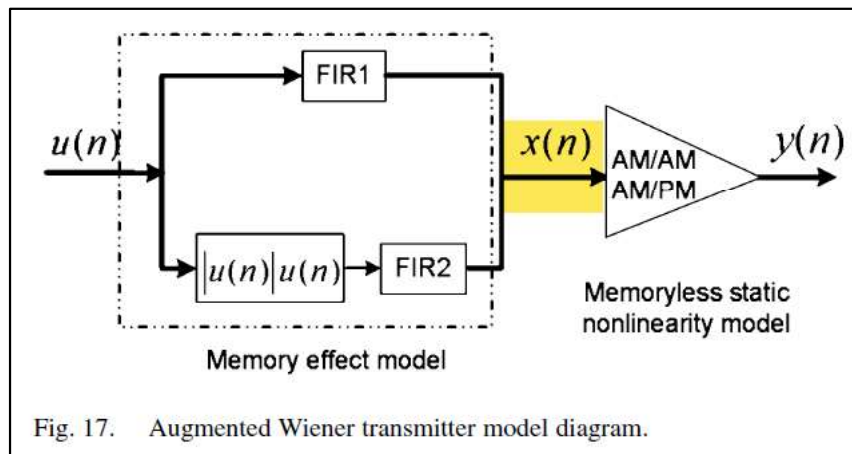 FIR1
u(n)
x(n)
AM/AM
AM/PM
y(n)
|u(n)|u(n)
FIR2
Memoryless static
nonlinearity model
Memory effect model
Fig. 17. Augmented Wiener transmitter model diagram.